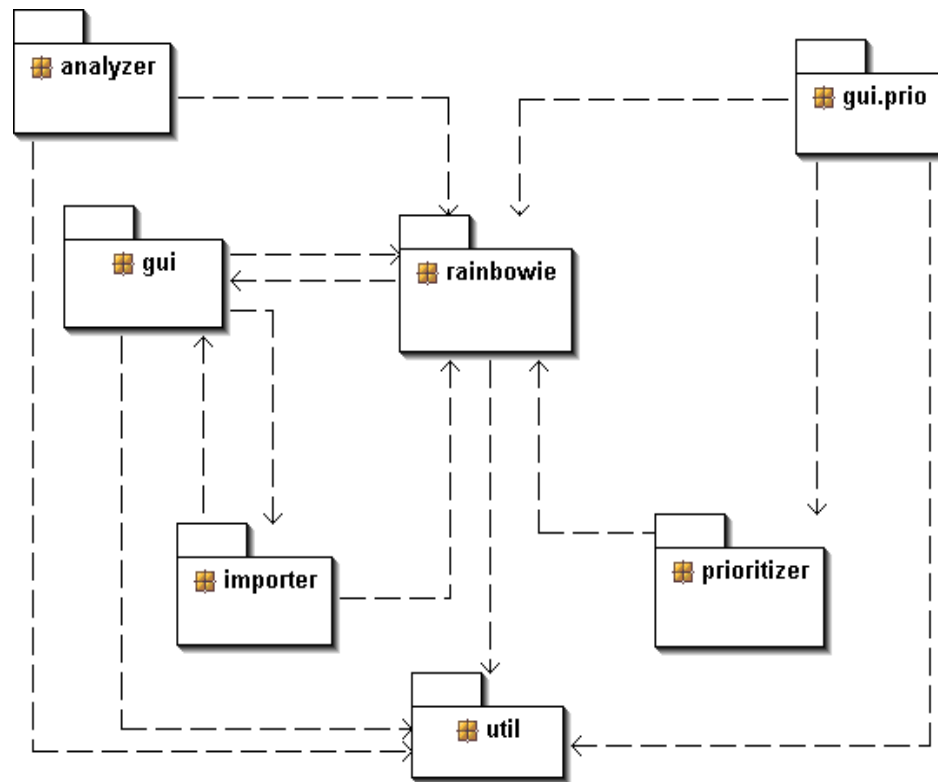 analyzer
gui.prio
gui
rainbowie
importer
prioritizer
util